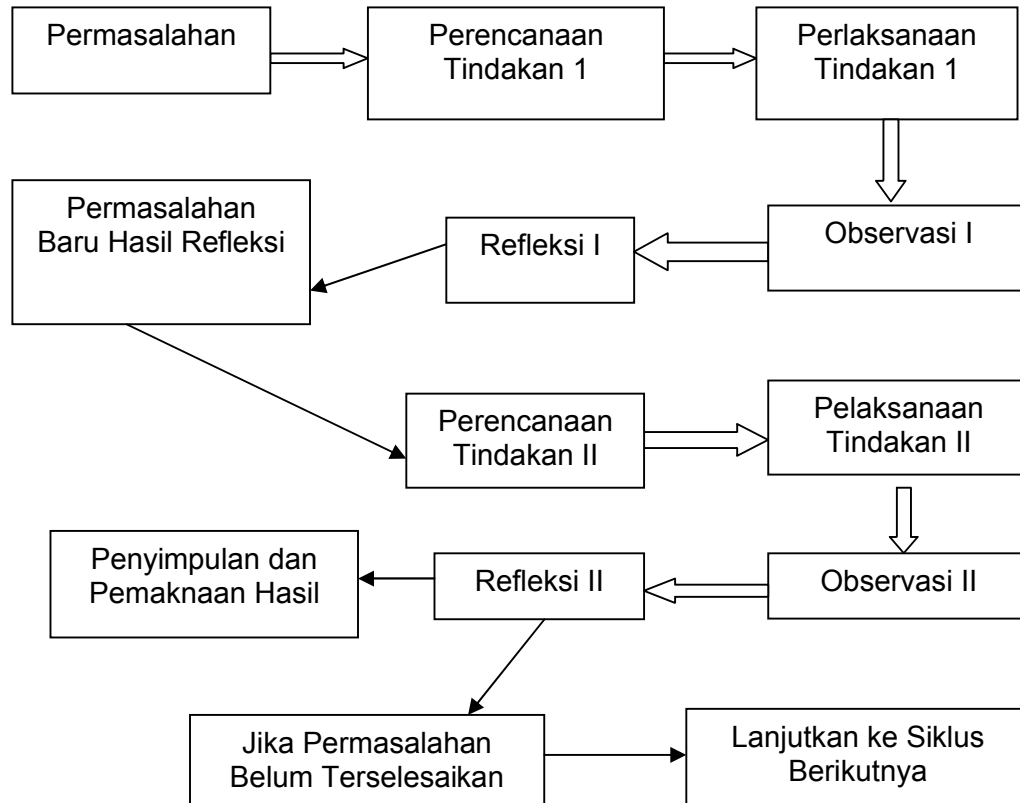 Permasalahan
Perencanaan
Tindakan 1
Perlaksanaan
Tindakan 1
Permasalahan
Baru Hasil Refleksi
Refleksi I
Observasi I
Perencanaan
Tindakan II
Pelaksanaan
Tindakan II
Penyimpulan dan
Pemaknaan Hasil
Refleksi II
Observasi II
Jika Permasalahan
Belum Terselesaikan
Lanjutkan ke Siklus
Berikutnya